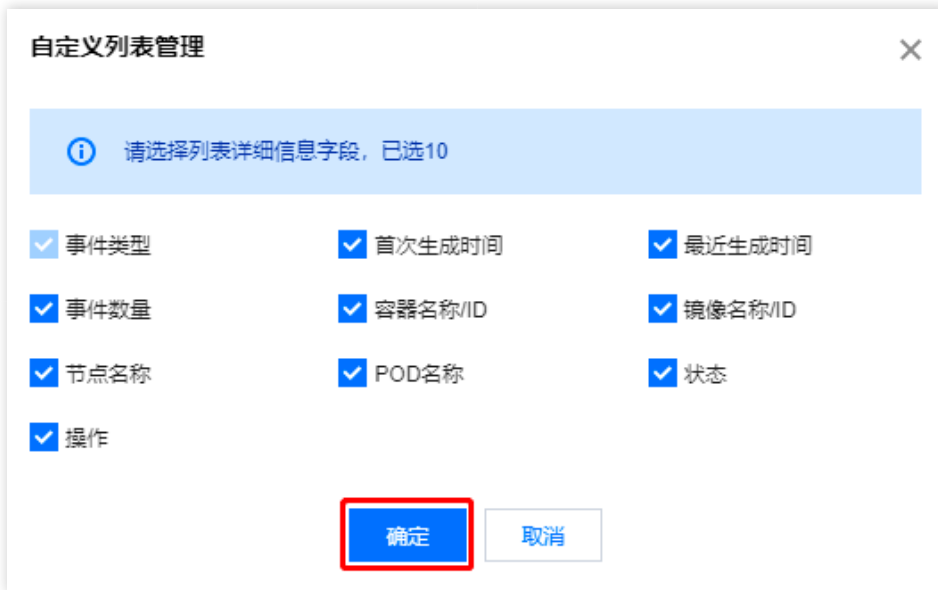 自定义列表管理
请选择列表详细信息字段，已选10
事件类型 首次生成时间 最近生成时间
事件数量 容器名称/ID 镜像名称/ID
节点名称 POD名称 状态
操作
确定 取消